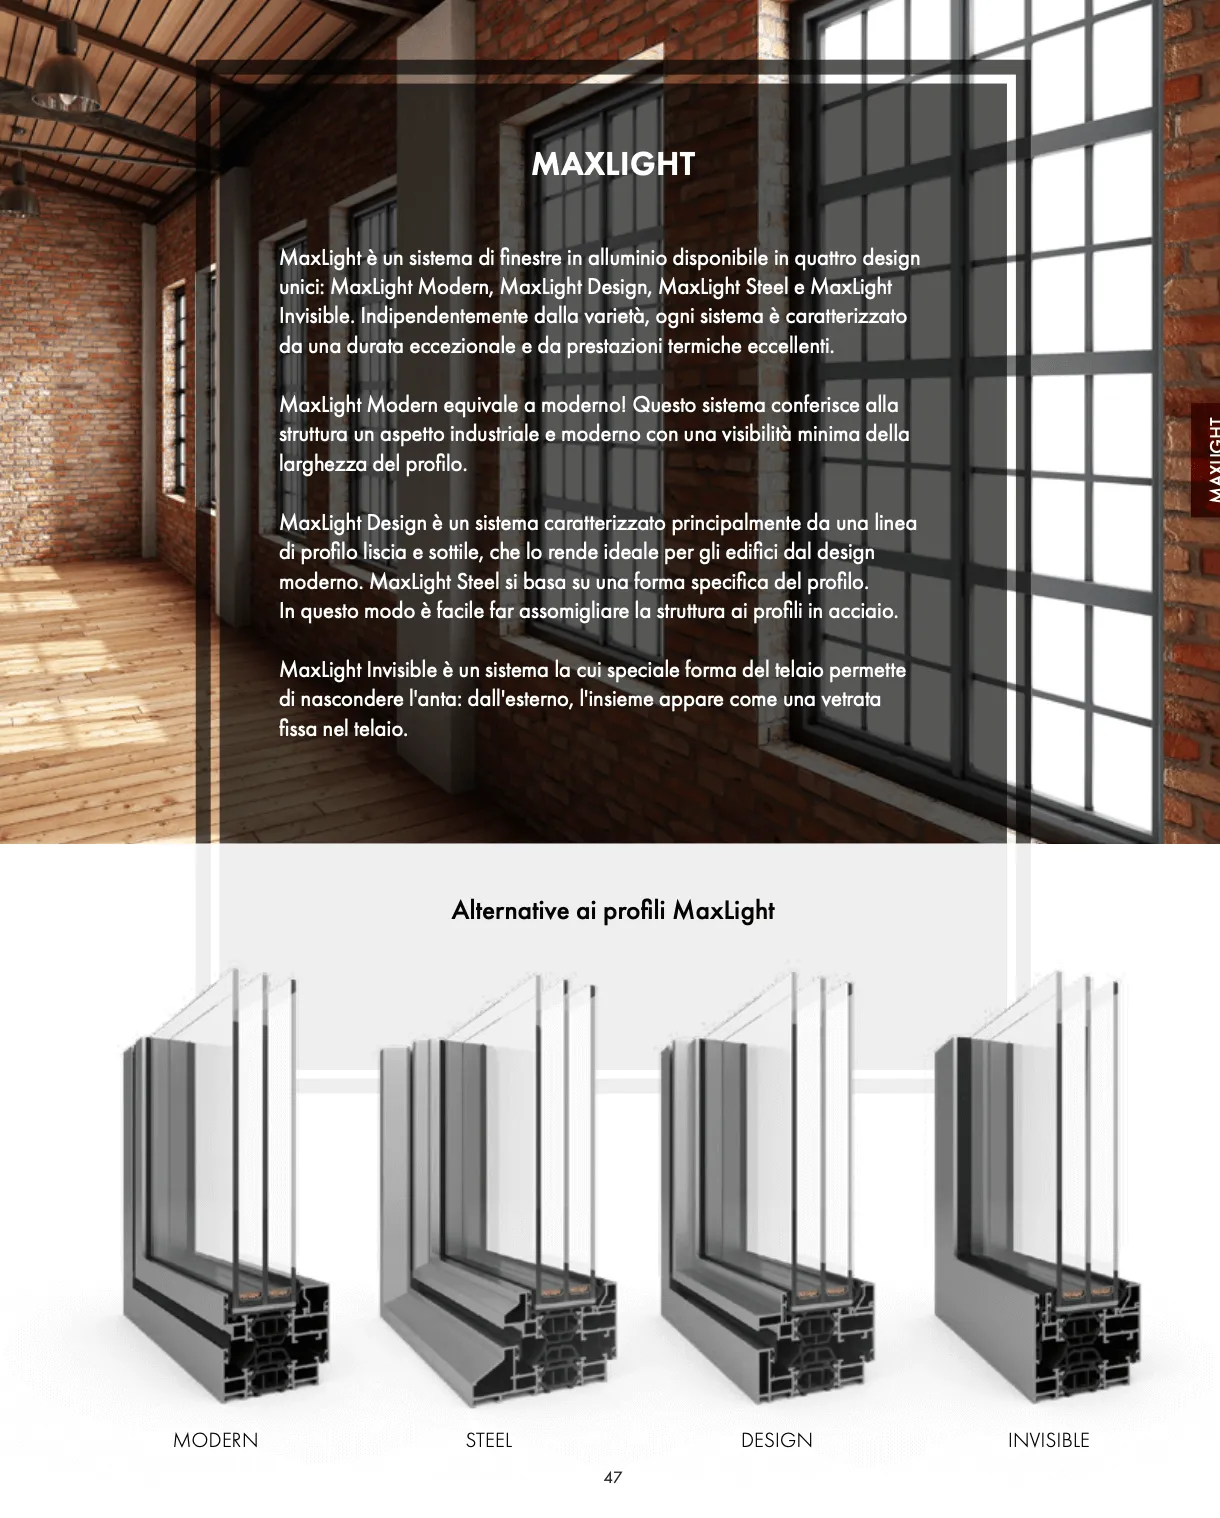 MAXLIGHT
MaxLight è un sistema di finestre in alluminio disponibile in quattro design
unici: MaxLight Modern, MaxLight Design, MaxLight Steel e MaxLight
Invisible. Indipendentemente dalla varietà, ogni sistema è caratterizzato
da una durata eccezionale e da prestazioni termiche eccellenti.
MaxLight Modern equivale a moderno! Questo sistema conferisce alla
struttura un aspetto industriale e moderno con una visibilità minima della
larghezza del profilo.
MaxLight Design è un sistema caratterizzato principalmente da una linea
di profilo liscia e sottile, che lo rende ideale per gli edifici dal design
moderno. MaxLight Steel si basa su una forma specifica del profilo.
In questo modo è facile far assomigliare la struttura ai profili in acciaio.
MaxLight Invisible è un sistema la cui speciale forma del telaio permette
di nascondere l'anta: dall'esterno, l'insieme appare come una vetrata
fissa nel telaio.
MAXLIGHT
Alternative ai profili MaxLight
MODERN
STEEL
DESIGN
INVISIBLE
47